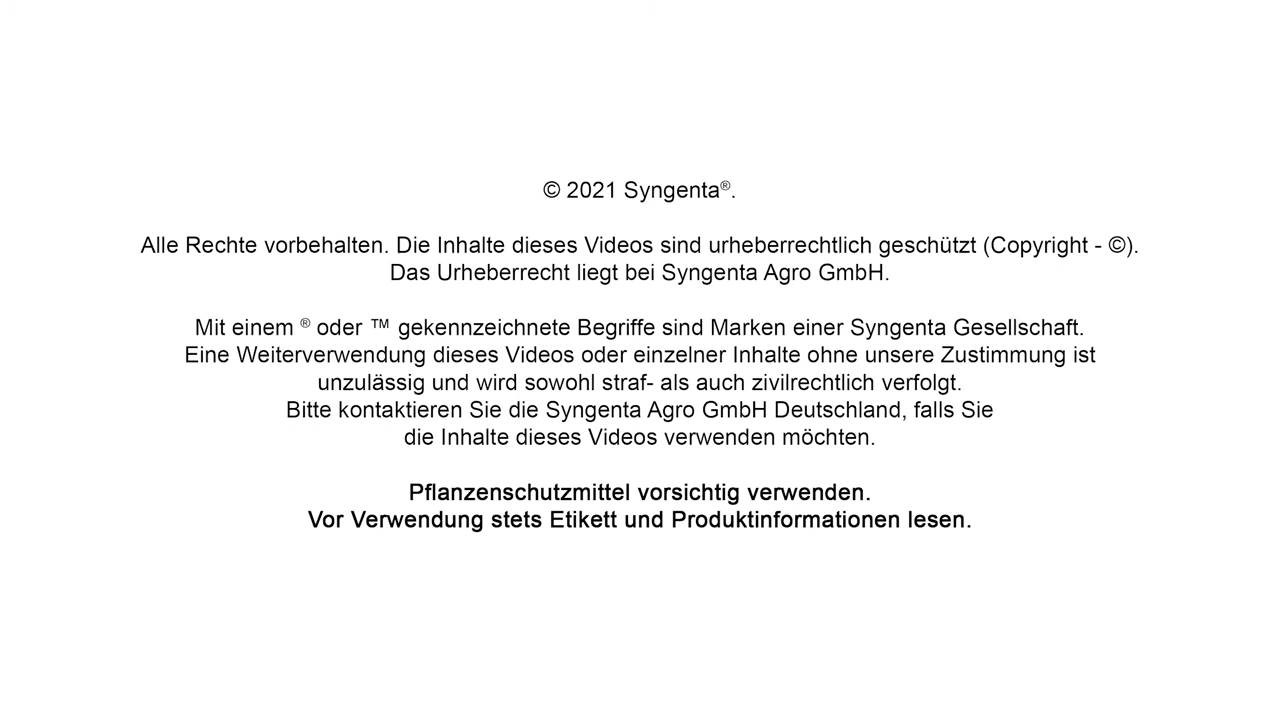 © 2021 Syngenta®.
Alle Rechte vorbehalten. Die Inhalte dieses Videos sind urheberrechtlich geschützt (Copyright - ©).
Das Urheberrecht liegt bei Syngenta Agro GmbH.
Mit einem ® oder ™ gekennzeichnete Begriffe sind Marken einer Syngenta Gesellschaft.
Eine Weiterverwendung dieses Videos oder einzelner Inhalte ohne unsere Zustimmung ist
unzulässig und wird sowohl straf- als auch zivilrechtlich verfolgt.
Bitte kontaktieren Sie die Syngenta Agro GmbH Deutschland, falls Sie
die Inhalte dieses Videos verwenden möchten.
Pflanzenschutzmittel vorsichtig verwenden.
Vor Verwendung stets Etikett und Produktinformationen lesen.